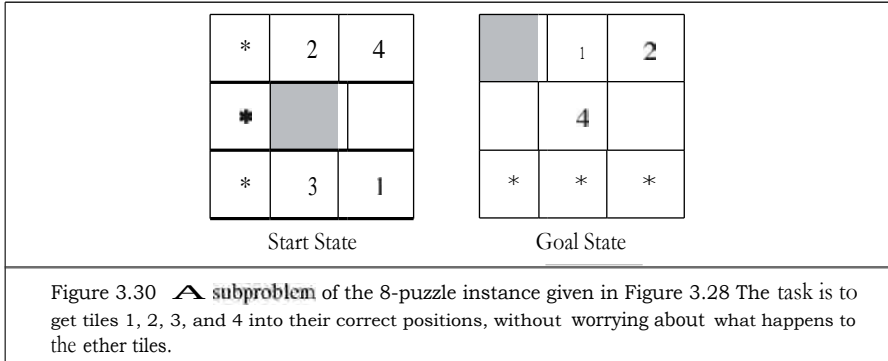 * 2 4 1 2
* 4
* 3 1 * * *
Start State Goal State
Figure 3.30 A subproblem of the 8-puzzle instance given in Figure 3.28 The task is to
get tiles 1, 2, 3, and 4 into their correct positions, without worrying about what happens to
the ether tiles.